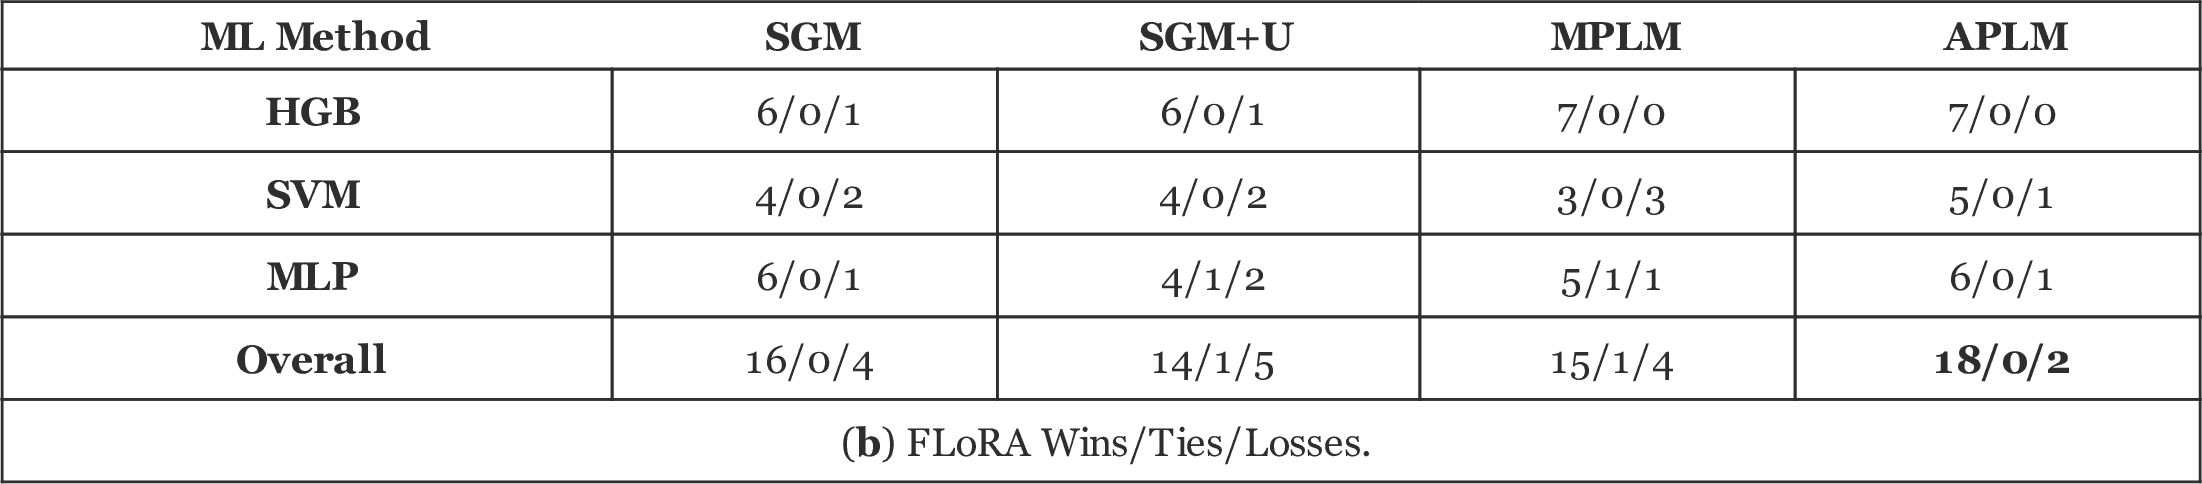 ML Method SGM SGM+U MPLM APLM
HGB 6/0/1 6/0/1 7/0/0 7/0/0
SVM 4/0/2 4/0/2 3/0/3 5/0/1
MLP 6/0/1 4/1/2 5/1/1 6/0/1
Overall 16/0/4 14/1/5 15/1/4 18/0/2
(b) FLoRA Wins/Ties/Losses.